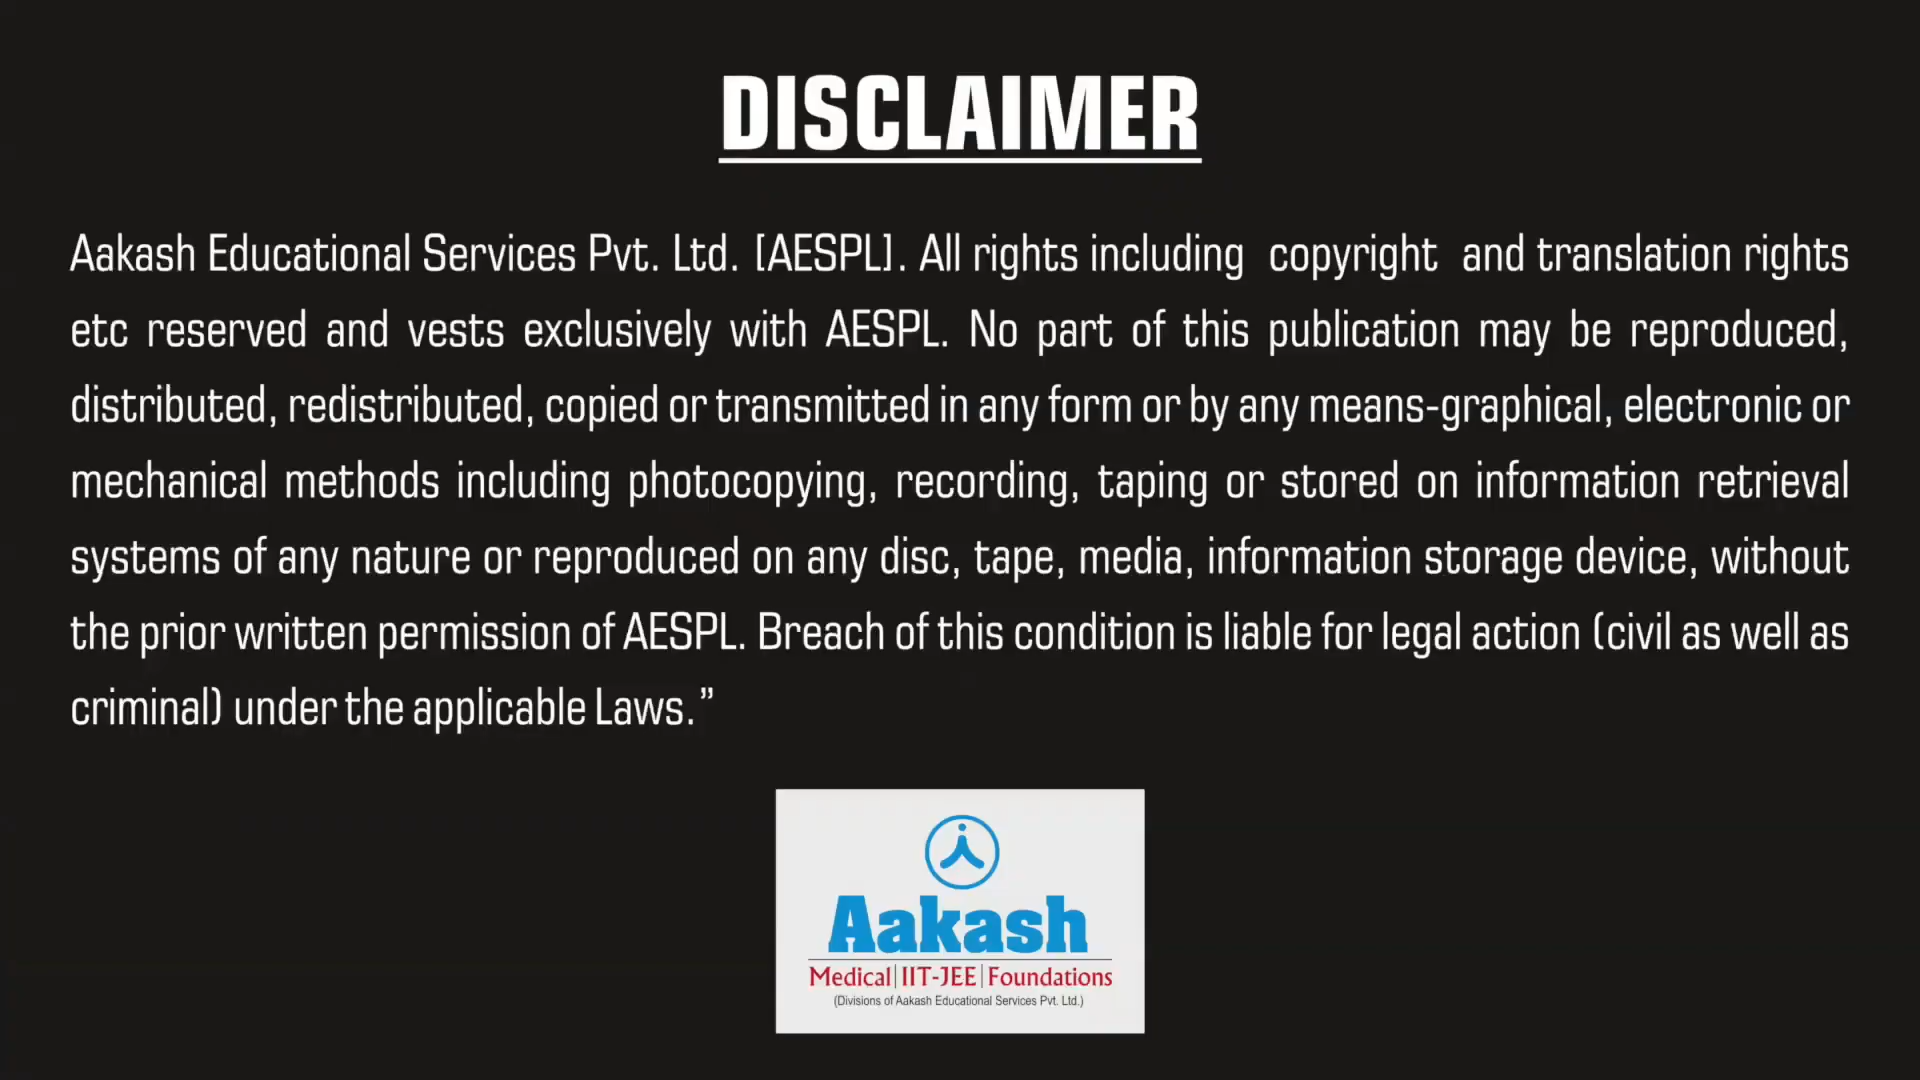 DISCLAIMER
Aakash Educational Services Pvt. Ltd. [AESPL]. All rights including copyright and translation rights
etc reserved and vests exclusively with AESPL. No part of this publication may be reproduced,
distributed, redistributed, copied or transmitted in any form or by any means-graphical, electronic or
mechanical methods including photocopying, recording, taping or stored on information retrieval
systems of any nature or reproduced on any disc, tape, media, information storage device, without
the prior written permission of AESPL. Breach of this condition is liable for legal action (civil as well as
criminal) under the applicable Laws.”
Aakash
Medical|IIT-JEE|Foundations
(Divisions of Aakash Educational Services Pvt. Ltd.)